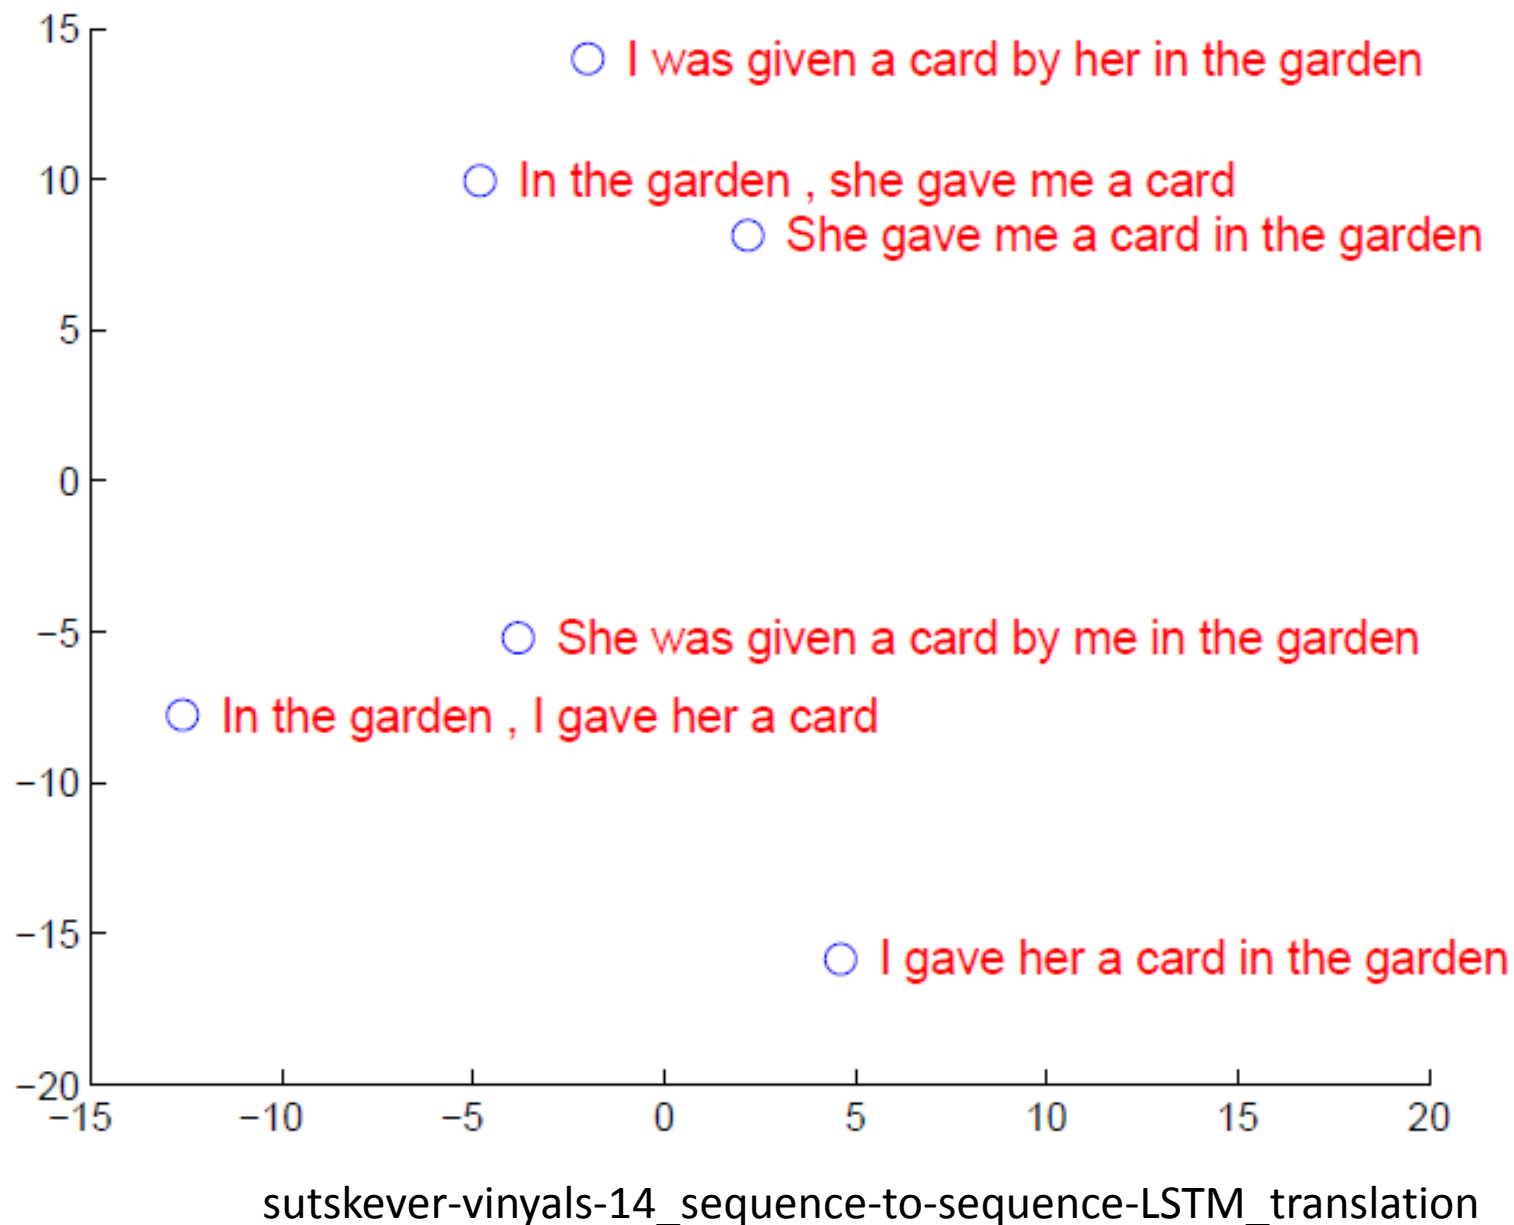 15
I was given a card by her in the garden
10
In the garden , she gave me a card
She gave me a card in the garden
5
0
−5
She was given a card by me in the garden
In the garden , I gave her a card
−10
−15
I gave her a card in the garden
−20
−15 −10 −5 0 5 10 15 20
sutskever-vinyals-14_sequence-to-sequence-LSTM_translation